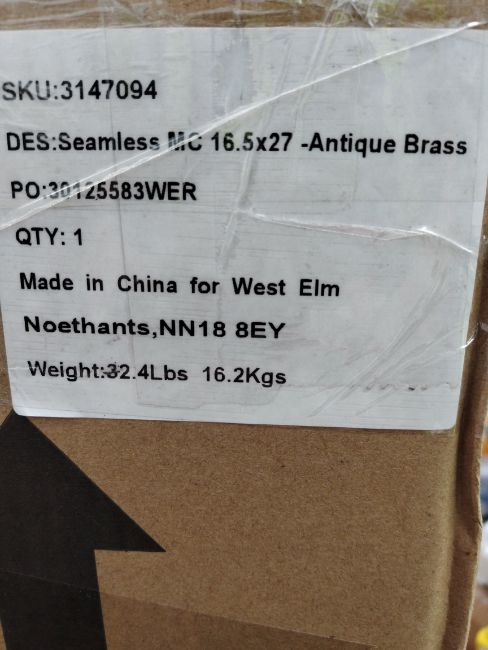 SKU:3147094
DES:Seamless MC 16.5x27 -Antique Brass
PO:30125583WER
QTY: 1
Made in China for West Elm
Noethants,NN18 8EY
Weight:32.4Lbs 16.2Kgs